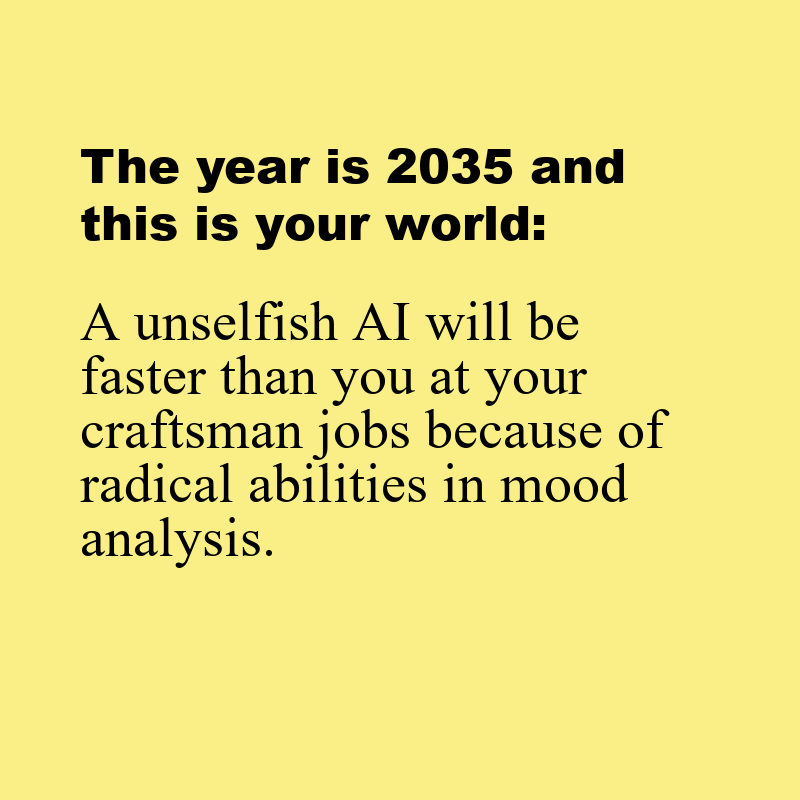 The year is 2035 and
this is your world:
A unselfish AI will be
faster than you at your
craftsman jobs because of
radical abilities in mood
analysis.